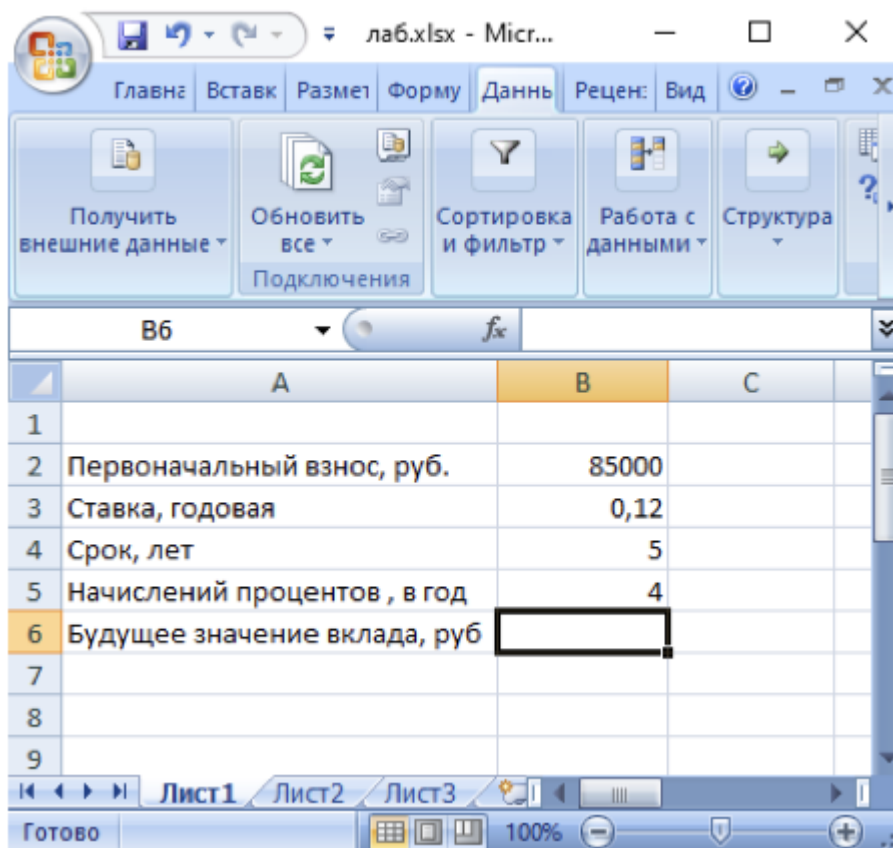 лаб.xlsx - Micr...
Главна Вставк Размет Форму Даннь Рецен: Вид
Получить внешние данные
Обновить все
Подключения
Сортировка и фильтр
Работа с данными
Структура
B6 fx
A B C
1
2 Первоначальный взнос, руб. 85000
3 Ставка, годовая 0,12
4 Срок, лет 5
5 Начислений процентов , в год 4
6 Будущее значение вклада, руб
7
8
9
Лист1 Лист2 Лист3
Готово 100%